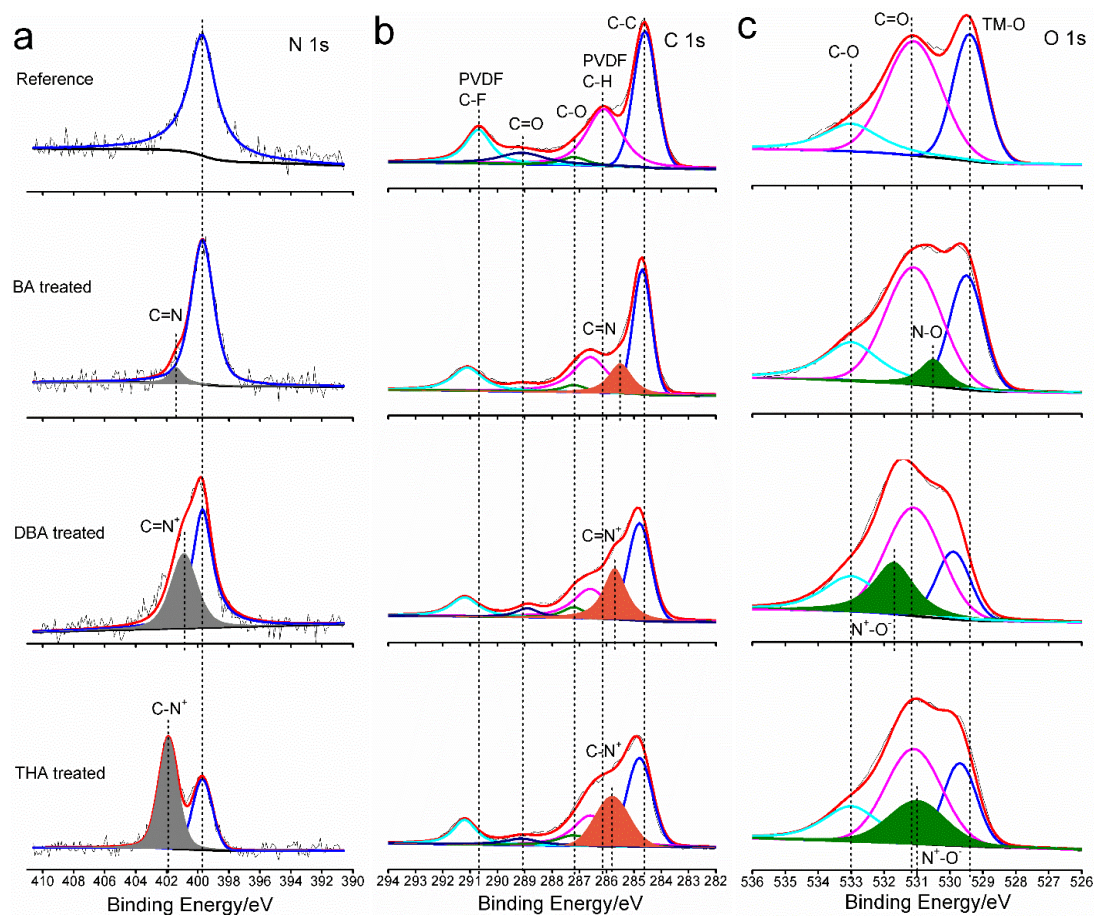 a
N 1s
Reference
BA treated
C=N
DBA treated
C=N⁺
C-N⁺
THA treated
410 408 406 404 402 400 398 396 394 392 390
Binding Energy/eV
b
C 1s
C-C
PVDF
C-F
PVDF
C-H
C=O
C-O
C=N
C=N⁺
C-N⁺
294 293 292 291 290 289 288 287 286 285 284 283 282
Binding Energy/eV
c
O 1s
C=O
TM-O
C-O
N-O
N⁺-O⁻
N⁺-O⁻
536 535 534 533 532 531 530 529 528 527 526
Binding Energy/eV